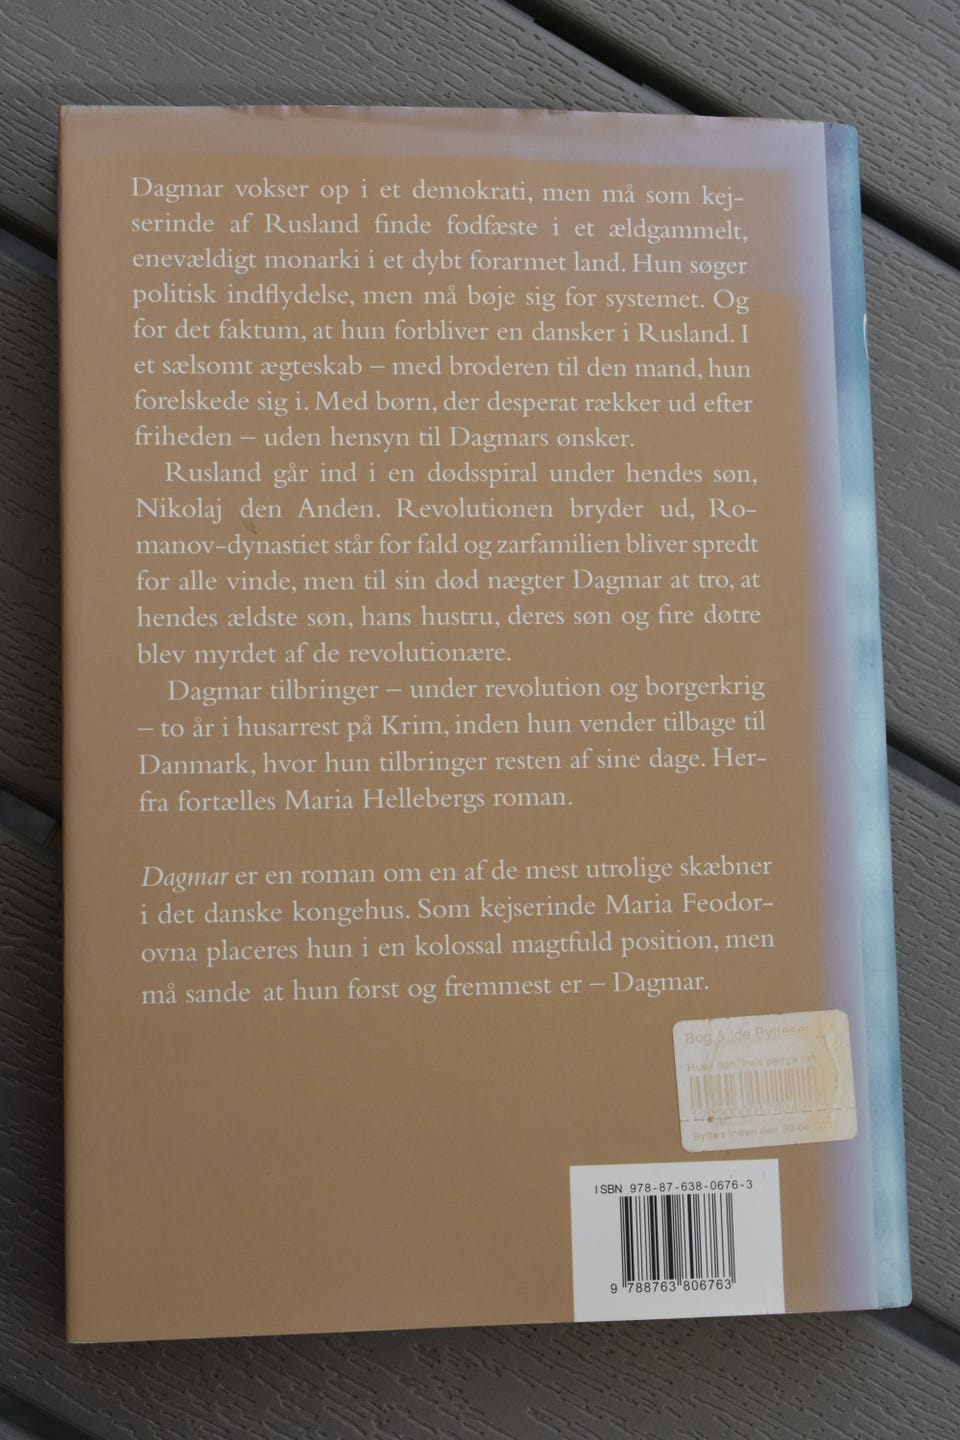 Dagmar vokser op i et demokrati, men må som kej-
serinde af Rusland finde fodfæste i et ældgammelt,
enevældigt monarki i et dybt forarmet land. Hun søger
politisk indflydelse, men må bøje sig for systemet. Og
for det faktum, at hun forbliver en dansker i Rusland. I
et sælsomt ægteskab – med broderen til den mand, hun
forelskede sig i. Med børn, der desperat rækker ud efter
friheden – uden hensyn til Dagmars ønsker.
Rusland går ind i en dødsspiral under hendes søn,
Nikolaj den Anden. Revolutionen bryder ud, Ro-
manov-dynastiet står for fald og zarfamilien bliver spredt
for alle vinde, men til sin død nægter Dagmar at tro, at
hendes ældste søn, hans hustru, deres søn og fire døtre
blev myrdet af de revolutionære.
Dagmar tilbringer – under revolution og borgerkrig
– to år i husarrest på Krim, inden hun vender tilbage til
Danmark, hvor hun tilbringer resten af sine dage. Her-
fra fortælles Maria Hellebergs roman.
Dagmar er en roman om en af de mest utrolige skæbner
i det danske kongehus. Som kejserinde Maria Feodor-
ovna placeres hun i en kolossal magtfuld position, men
må sande at hun først og fremmest er – Dagmar.
Bog & Ide
hvis penge
Byttes inden den 30-04
ISBN 978-87-638-0676-3
9 788763 806763